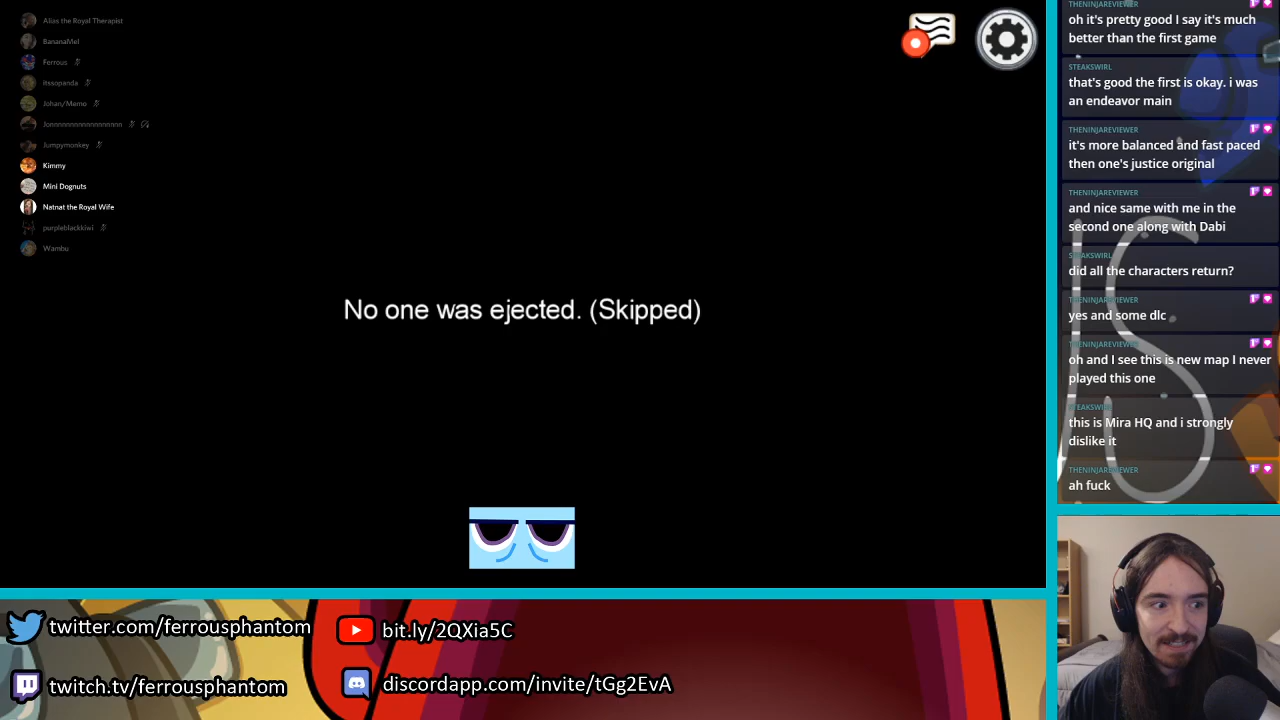 Alias the Royal Therapist
BananaMel
Ferrous
itssopanda
Johan/Memo
Jonnnnnnnnnnnnnnnnn
Jumpymonkey
Kimmy
Mini Dognuts
Natnat the Royal Wife
purpleblackkiwi
Wambu
No one was ejected. (Skipped)
twitter.com/ferrousphantom
bit.ly/2QXia5C
twitch.tv/ferrousphantom
discordapp.com/invite/tGg2EvA
THENINJAREVIEWER
oh it's pretty good I say it's much
better than the first game
STEAKSWIRL
that's good the first is okay. i was
an endeavor main
THENINJAREVIEWER
it's more balanced and fast paced
then one's justice original
THENINJAREVIEWER
and nice same with me in the
second one along with Dabi
STEAKSWIRL
did all the characters return?
THENINJAREVIEWER
yes and some dlc
THENINJAREVIEWER
oh and I see this is new map I never
played this one
STEAKSWIRL
this is Mira HQ and i strongly
dislike it
THENINJAREVIEWER
ah fuck